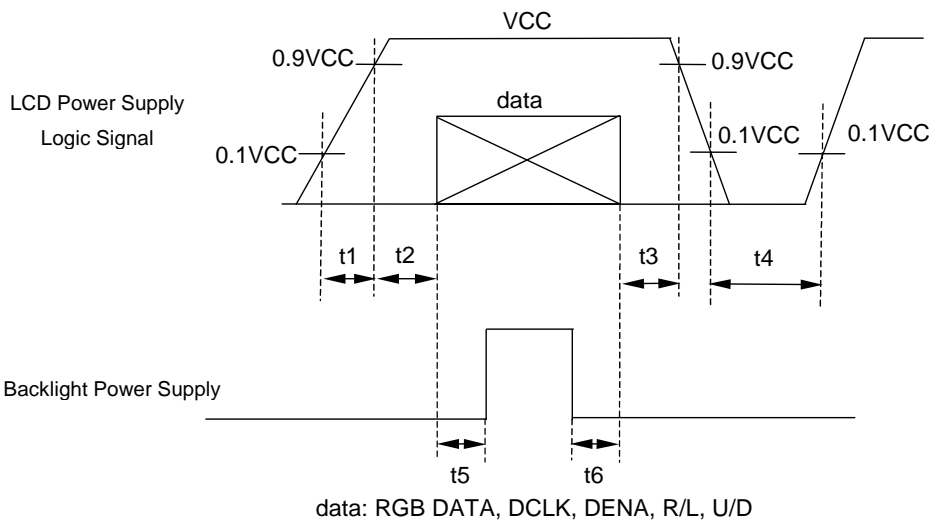 VCC
0.9VCC
0.9VCC
LCD Power Supply
Logic Signal
data
0.1VCC
0.1VCC
0.1VCC
t1
t2
t3
t4
Backlight Power Supply
t5
t6
data: RGB DATA, DCLK, DENA, R/L, U/D